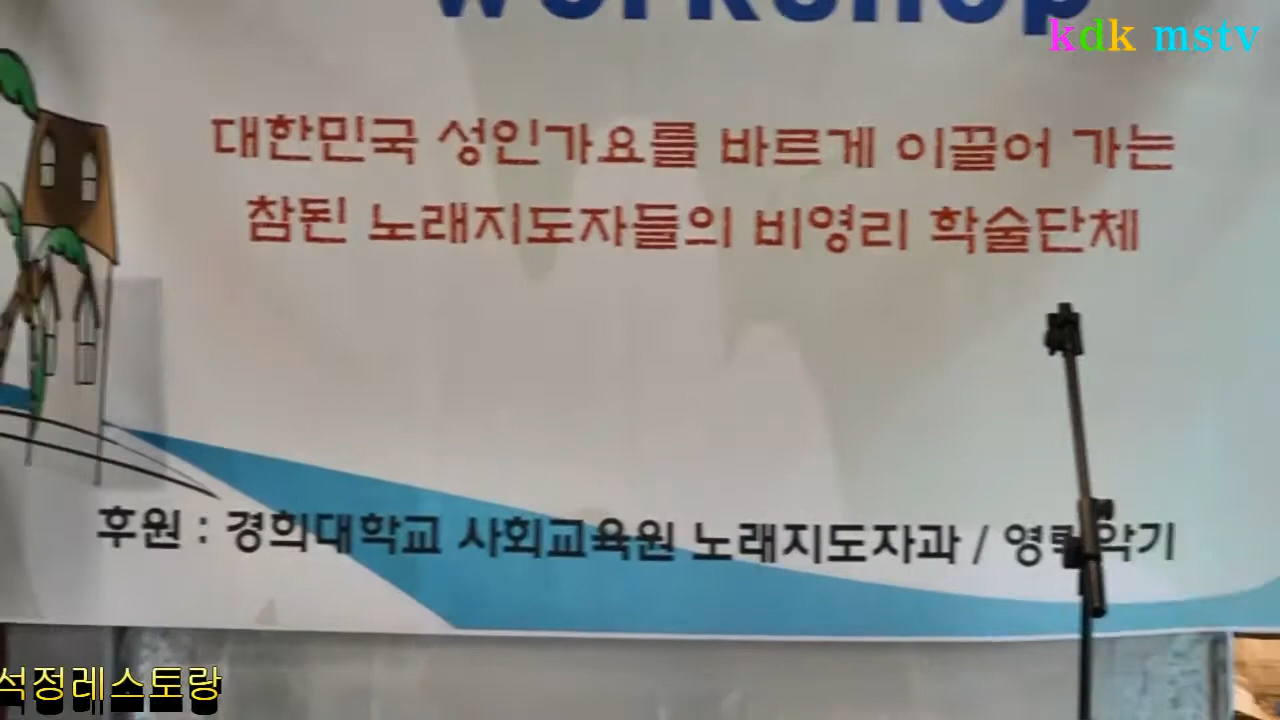 workshop
kdk mstv
대한민국 성인가요를 바르게 이끌어 가는
참된 노래지도자들의 비영리 학술단체
후원 : 경희대학교 사회교육원 노래지도자과 /
석정레스토랑